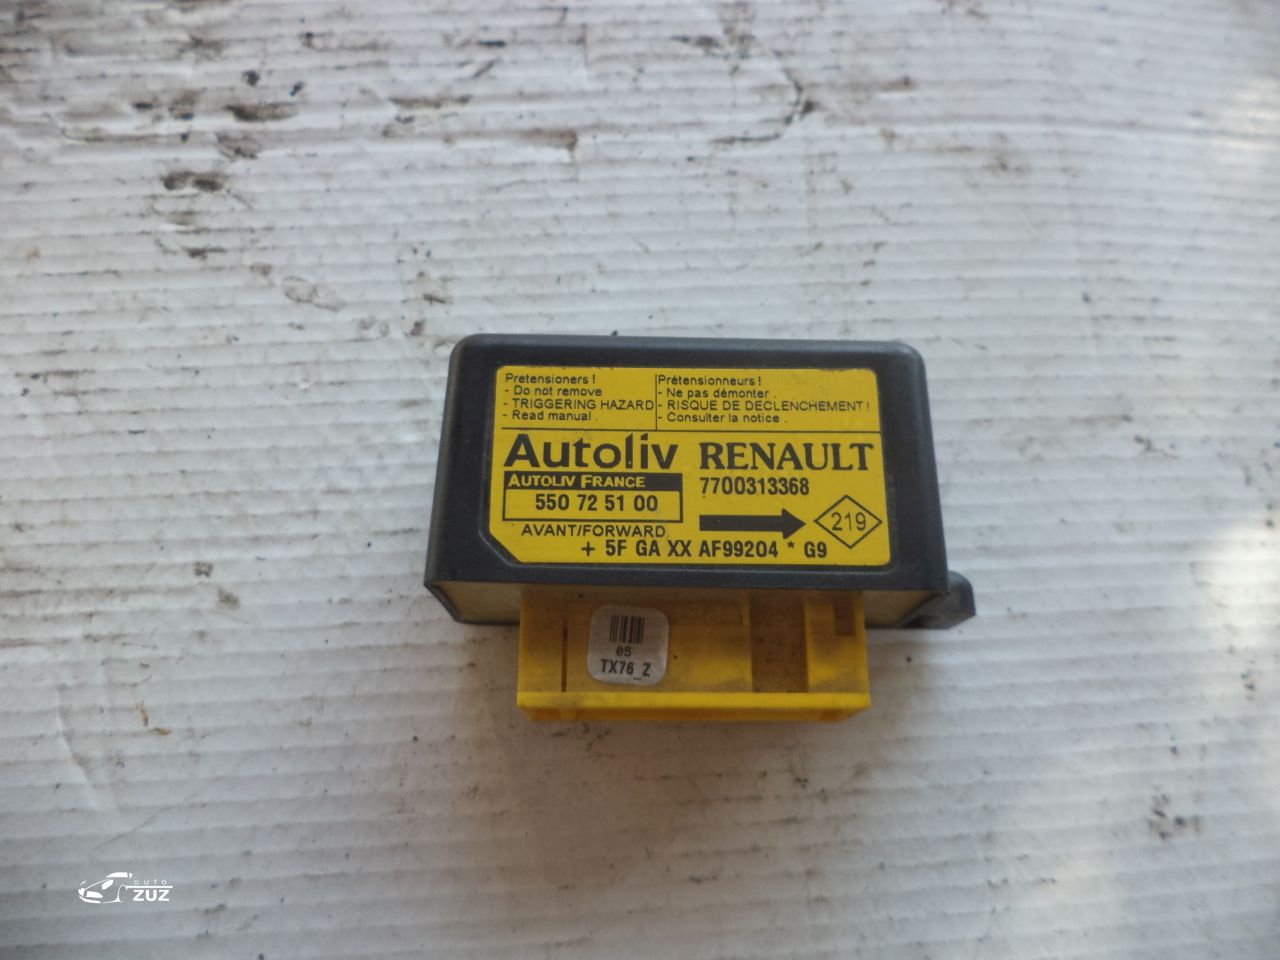 Pretensioners !
- Do not remove
- TRIGGERING HAZARD
- Read manual .
Prétensionneurs !
- Ne pas démonter .
- RISQUE DE DECLENCHEMENT !
- Consulter la notice .
Autoliv RENAULT
AUTOLIV FRANCE
7700313368
550 72 51 00
AVANT/FORWARD
219
+ 5F GA XX AF99204 * G9
05
TX76_Z
auto
ZUZ